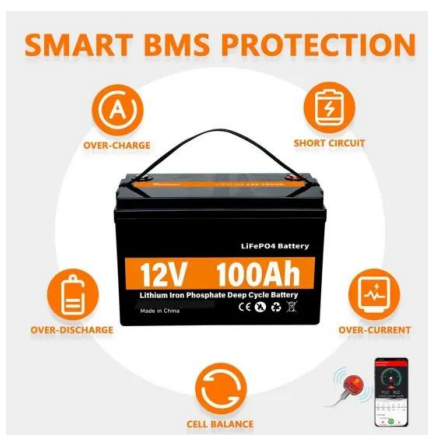 SMART BMS PROTECTION
A
OVER-CHARGE
SHORT CIRCUIT
LiFePO4 Battery
12V 100Ah
Lithium Iron Phosphate Deep Cycle Battery
Made in China
CE
OVER-DISCHARGE
OVER-CURRENT
CELL BALANCE